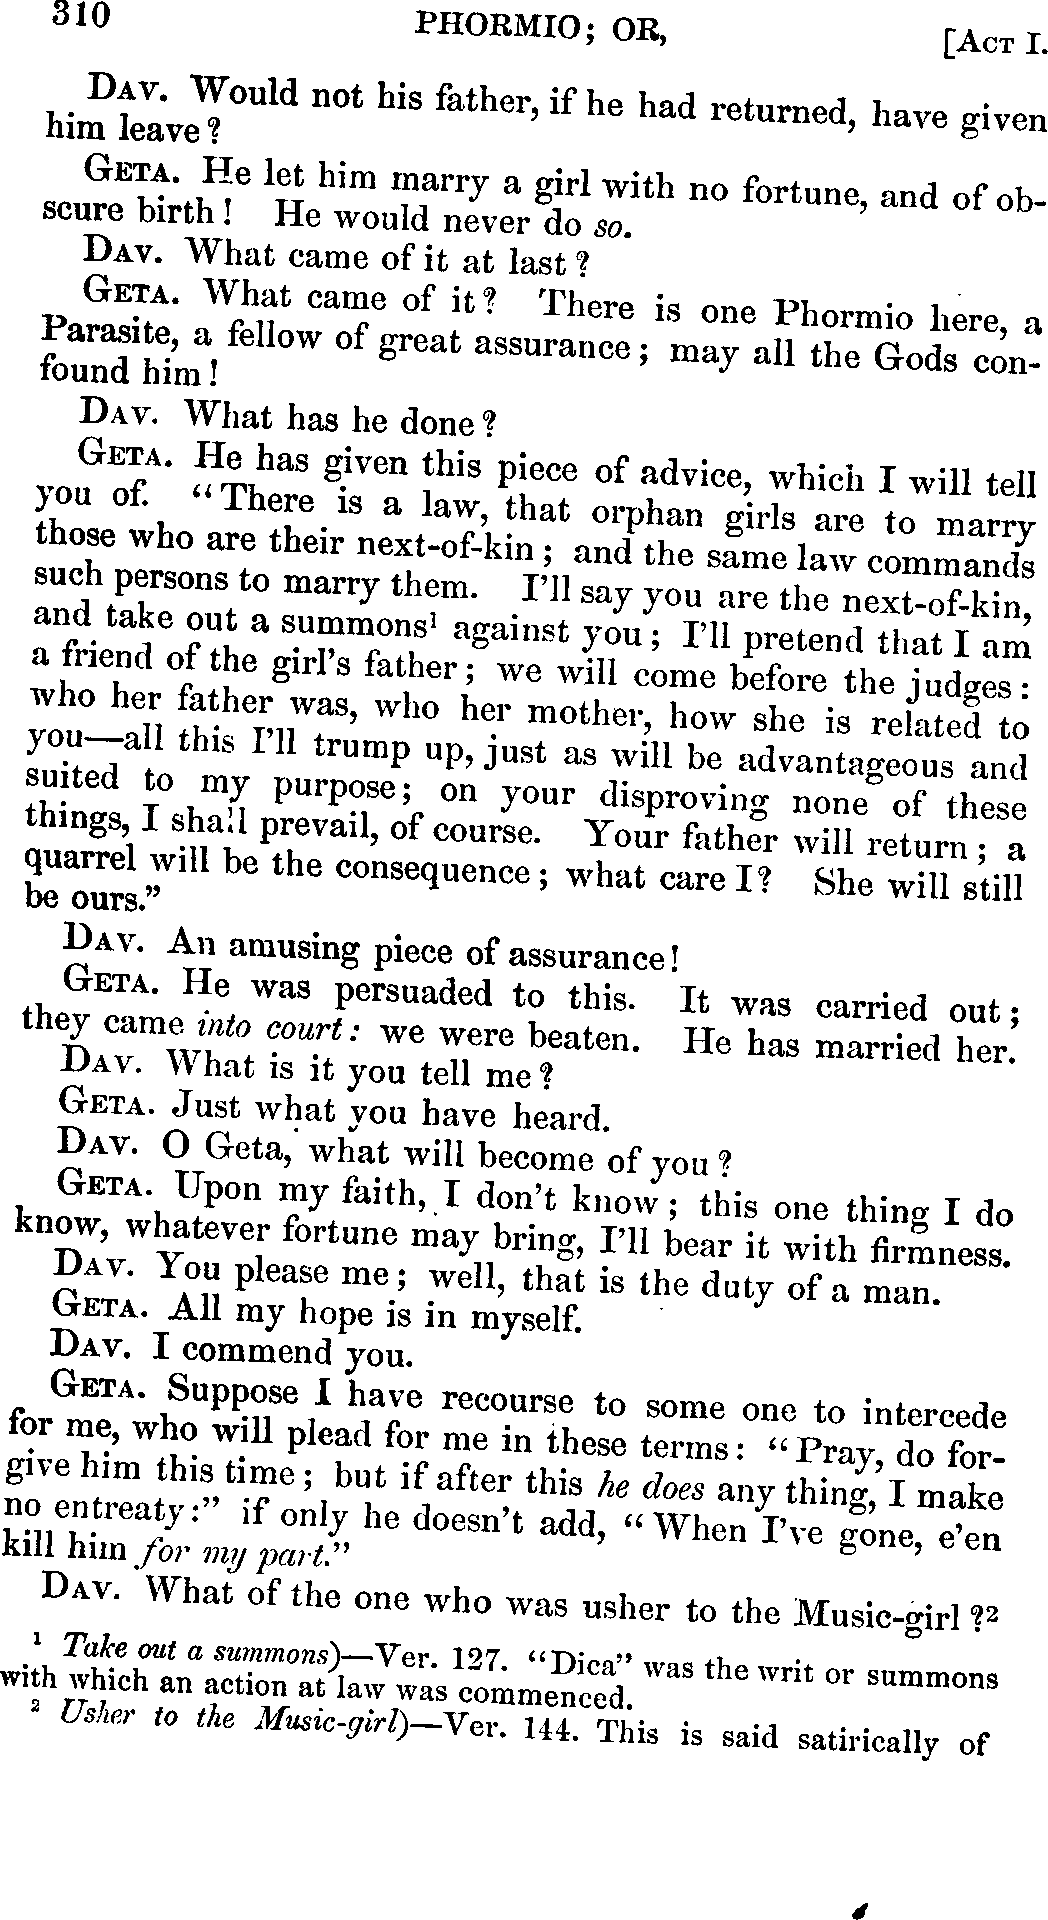 310 PHORMIO; OR, [ACT I.
DAV. Would not his father, if he had returned, have given
him leave?
GETA. He let him marry a girl with no fortune, and of ob-
scure birth! He would never do so.
DAV. What came of it at last?
GETA. What came of it? There is one Phormio here, a
Parasite, a fellow of great assurance; may all the Gods con-
found him!
DAV. What has he done?
GETA. He has given this piece of advice, which I will tell
you of. “There is a law, that orphan girls are to marry
those who are their next-of-kin; and the same law commands
such persons to marry them. I'll say you are the next-of-kin,
and take out a summons¹ against you; I'll pretend that I am
a friend of the girl's father; we will come before the judges:
who her father was, who her mother, how she is related to
you—all this I'll trump up, just as will be advantageous and
suited to my purpose; on your disproving none of these
things, I shall prevail, of course. Your father will return; a
quarrel will be the consequence; what care I? She will still
be ours.”
DAV. An amusing piece of assurance!
GETA. He was persuaded to this. It was carried out;
they came into court: we were beaten. He has married her.
DAV. What is it you tell me?
GETA. Just what you have heard.
DAV. O Geta, what will become of you?
GETA. Upon my faith, I don't know; this one thing I do
know, whatever fortune may bring, I'll bear it with firmness.
DAV. You please me; well, that is the duty of a man.
GETA. All my hope is in myself.
DAV. I commend you.
GETA. Suppose I have recourse to some one to intercede
for me, who will plead for me in these terms: “Pray, do for-
give him this time; but if after this he does any thing, I make
no entreaty:” if only he doesn't add, “When I've gone, e'en
kill him for my part.”
DAV. What of the one who was usher to the Music-girl?²
¹ Take out a summons)—Ver. 127. “Dica” was the writ or summons
with which an action at law was commenced.
² Usher to the Music-girl)—Ver. 144. This is said satirically of